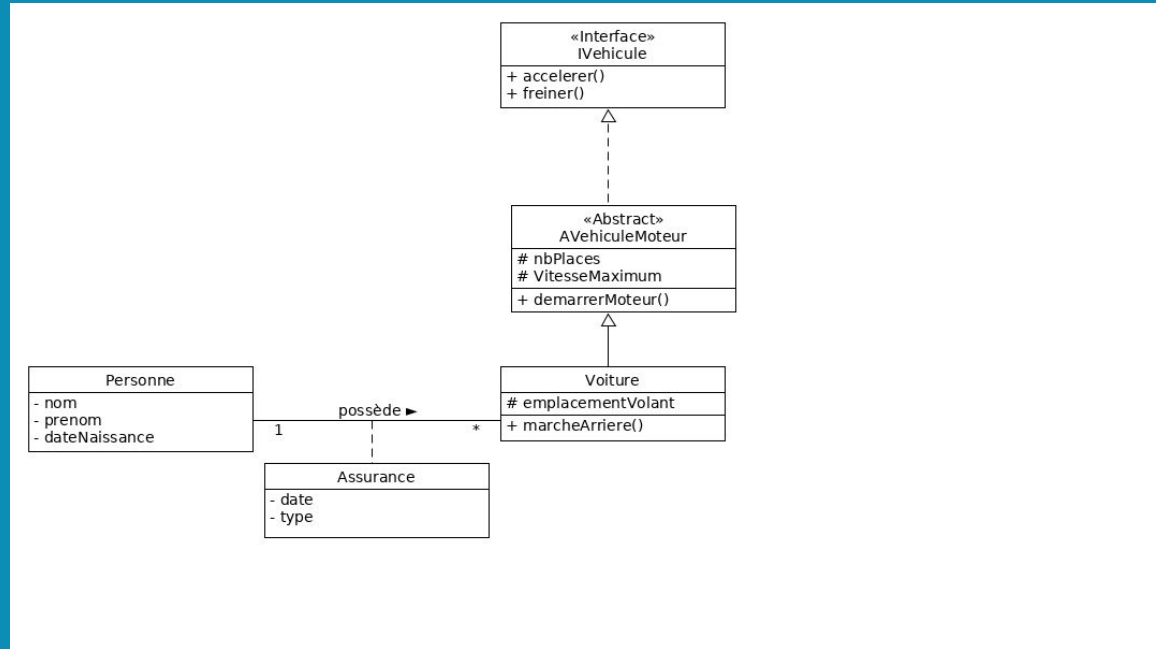 «Interface»
IVehicule
+ accelerer()
+ freiner()
«Abstract»
AVehiculeMoteur
# nbPlaces
# VitesseMaximum
+ demarrerMoteur()
Personne
- nom
- prenom
- dateNaissance
possède ►
1
*
Voiture
# emplacementVolant
+ marcheArriere()
Assurance
- date
- type